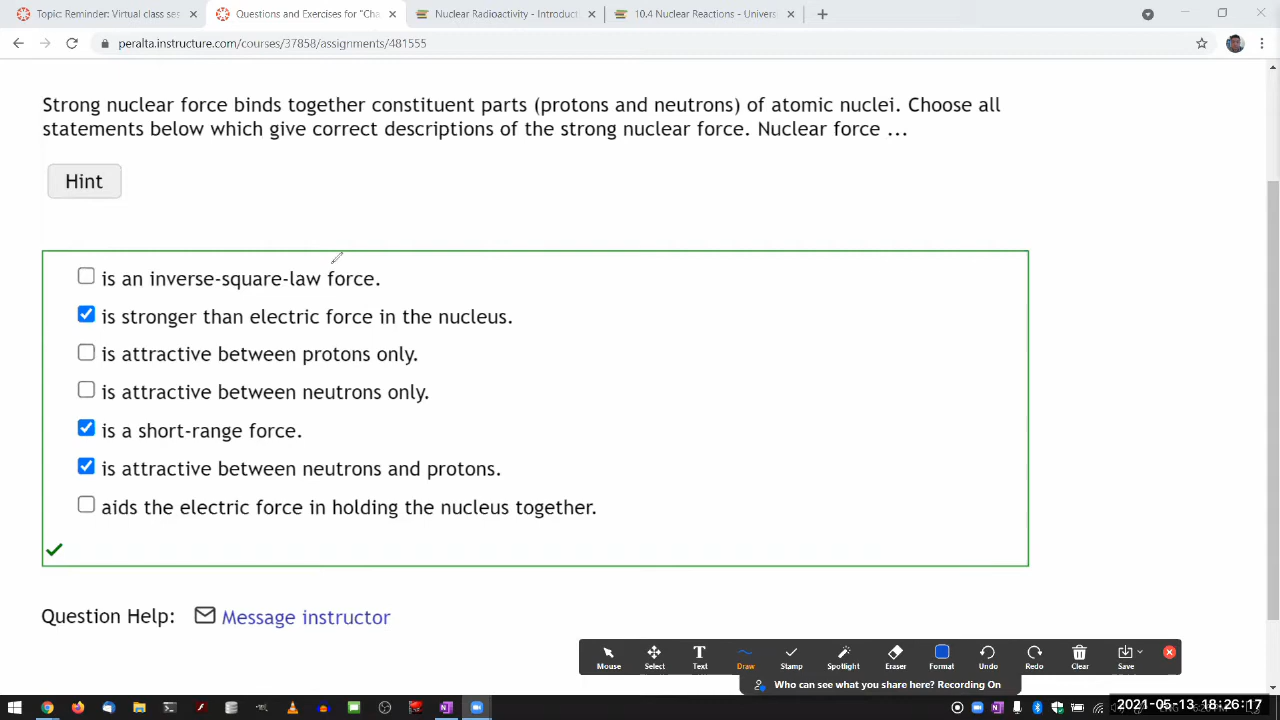 Topic: Reminder: Virtual class ses
Questions and Exercises for "Cha
Nuclear Radioactivity - Introduct
10.4 Nuclear Reactions - Univers
peralta.instructure.com/courses/37858/assignments/481555
Strong nuclear force binds together constituent parts (protons and neutrons) of atomic nuclei. Choose all
statements below which give correct descriptions of the strong nuclear force. Nuclear force ...
Hint
is an inverse-square-law force.
is stronger than electric force in the nucleus.
is attractive between protons only.
is attractive between neutrons only.
is a short-range force.
is attractive between neutrons and protons.
aids the electric force in holding the nucleus together.
Question Help: Message instructor
Mouse Select Text Draw Stamp Spotlight Eraser Format Undo Redo Clear Save
Who can see what you share here? Recording On
2021-05-13 18:26:17